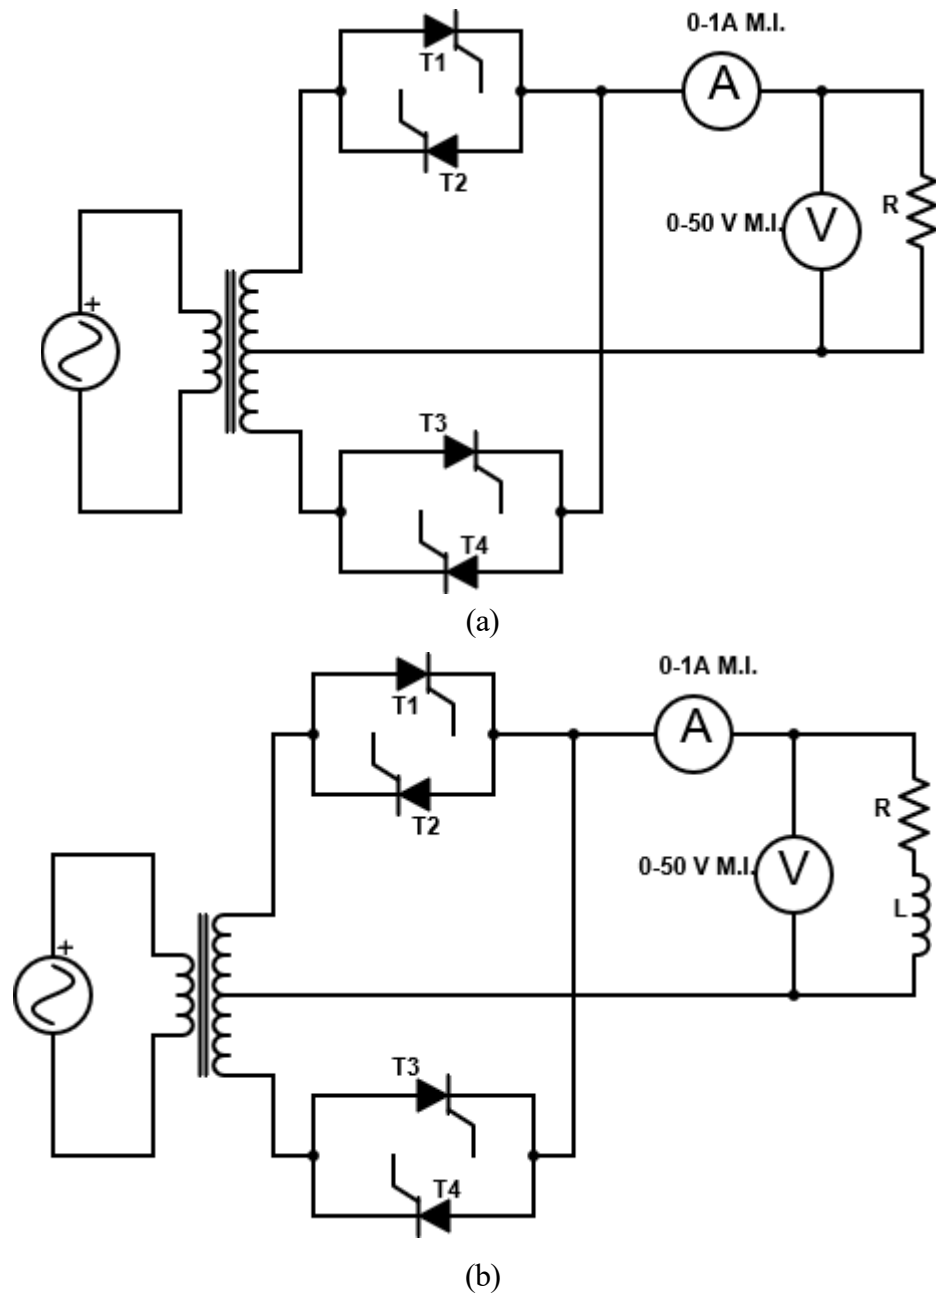 0-1A M.I.
A
T1
T2
+
0-50 V M.I.
V
R
T3
T4
(a)
0-1A M.I.
A
T1
T2
+
0-50 V M.I.
V
R
L
T3
T4
(b)